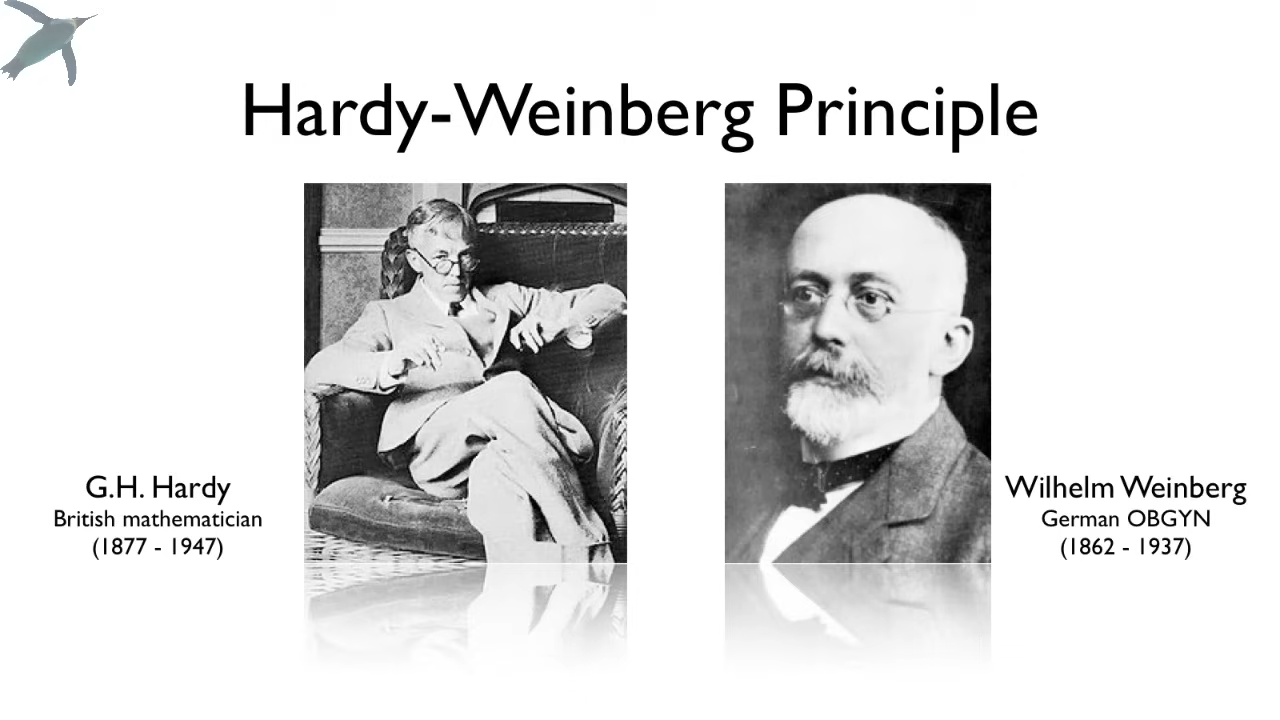 Hardy-Weinberg Principle
G.H. Hardy
British mathematician
(1877 - 1947)
Wilhelm Weinberg
German OBGYN
(1862 - 1937)